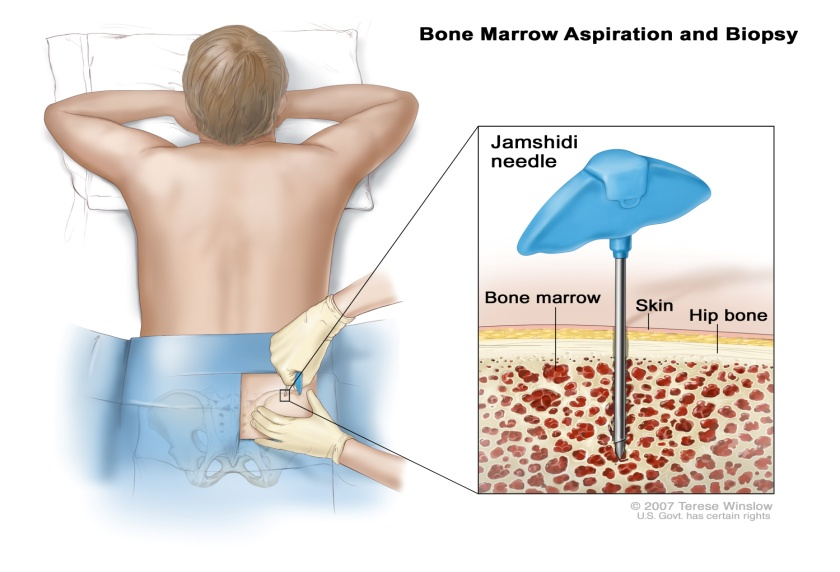 Bone Marrow Aspiration and Biopsy
Jamshidi
needle
Bone marrow
Skin
Hip bone
© 2007 Terese Winslow
U.S. Govt. has certain rights